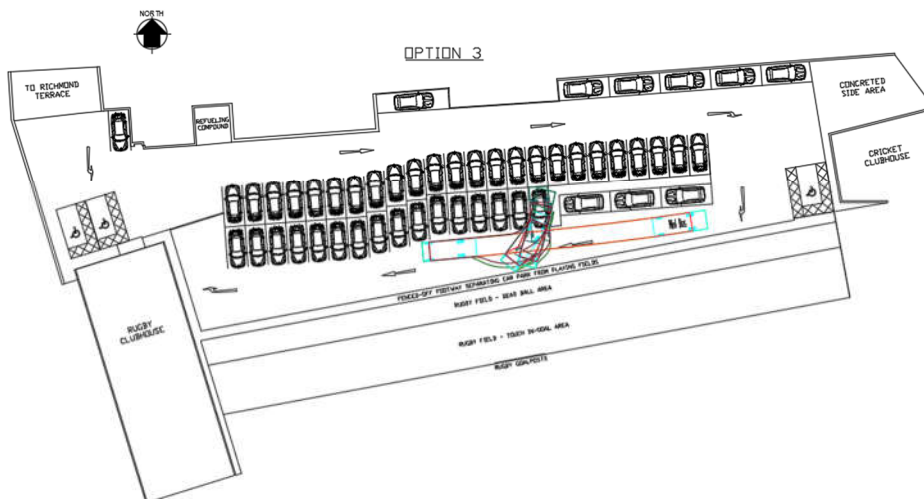 NORTH
OPTION 3
TO RICHMOND
TERRACE
REFUELING
COMPOUND
CONCRETED
SIDE AREA
CRICKET
CLUBHOUSE
FENCED-OFF FOOTWAY SEPARATING CAR PARK FROM PLAYING FIELDS
RUGBY FIELD - DEAD BALL AREA
RUGBY FIELD - TOUCH IN-GOAL AREA
RUGBY GOALPOSTS
RUGBY
CLUBHOUSE